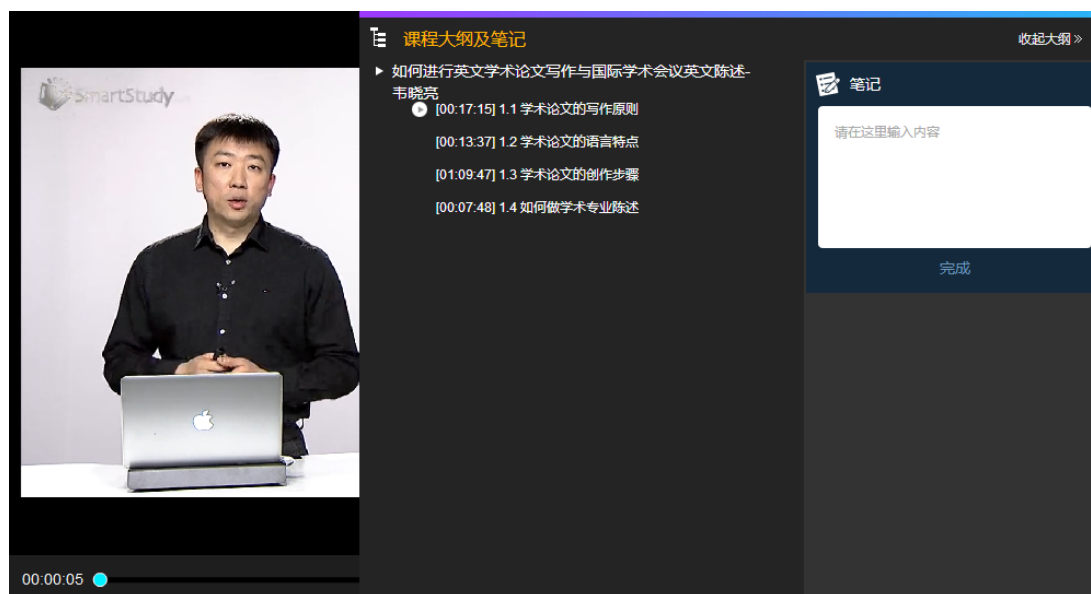 SmartStudy
课程大纲及笔记
收起大纲»
如何进行英文学术论文写作与国际学术会议英文陈述-
韦晓亮
[00:17:15] 1.1 学术论文的写作原则
[00:13:37] 1.2 学术论文的语言特点
[01:09:47] 1.3 学术论文的创作步骤
[00:07:48] 1.4 如何做学术专业陈述
笔记
请在这里输入内容
完成
00:00:05